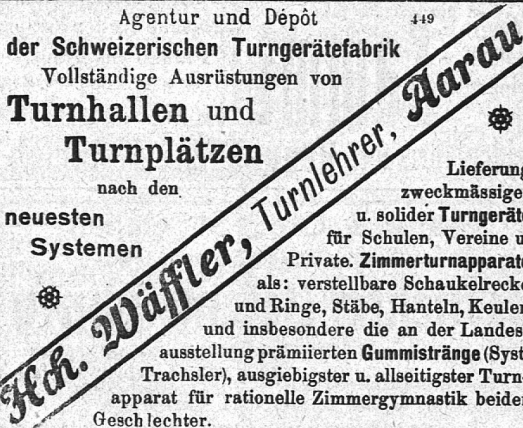 Agentur und Dépôt 449
der Schweizerischen Turngerätefabrik
Vollständige Ausrüstungen von
Turnhallen und
Turnplätzen
nach den
neuesten
Systemen
Hch. Wäffler, Turnlehrer, Aarau
Lieferung
zweckmässige
u. solider Turngeräte
für Schulen, Vereine u
Private. Zimmerturnapparate
als: verstellbare Schaukelrecke
und Ringe, Stäbe, Hanteln, Keulen
und insbesondere die an der Landes
ausstellung prämiierten Gummistränge (Syst
Trachsler), ausgiebigster u. allseitigster Turn-
apparat für rationelle Zimmergymnastik beider
Geschlechter.